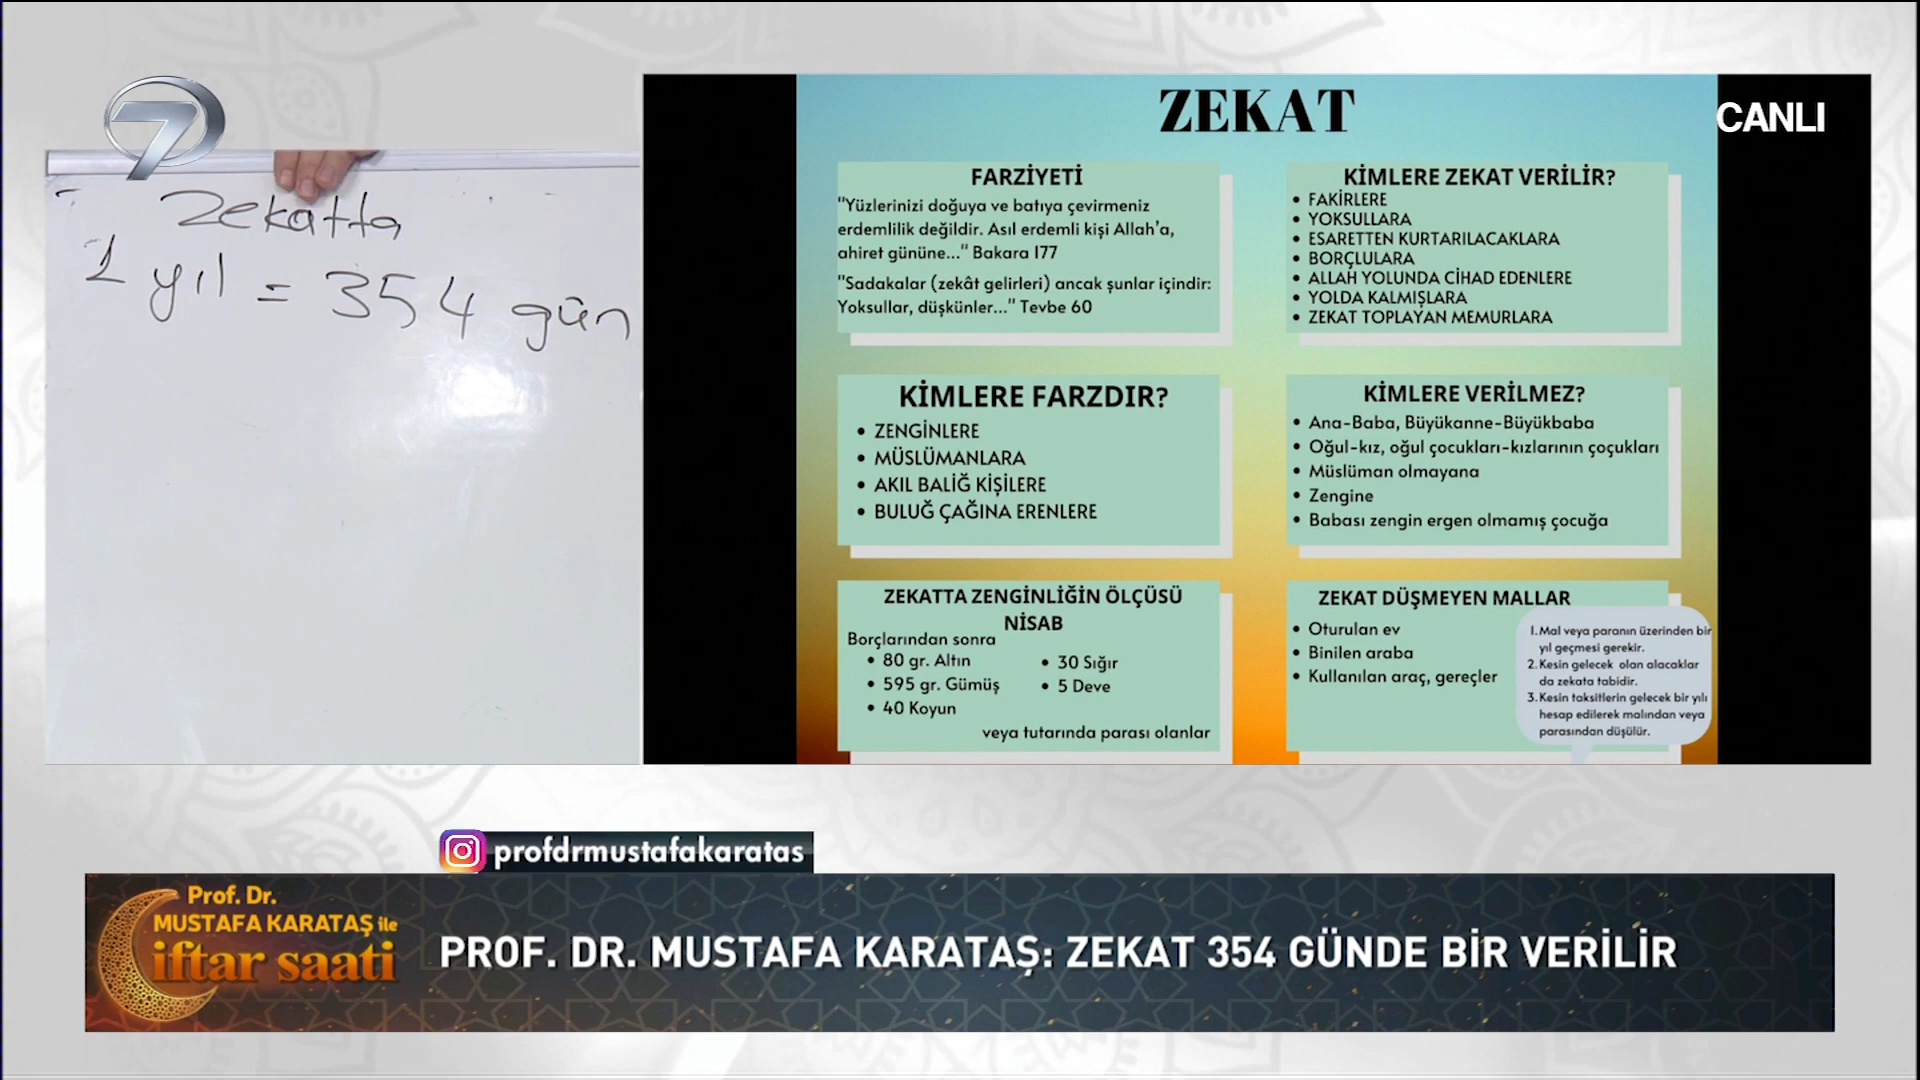 7
Zekatta
1 yıl = 354 gün
CANLI
ZEKAT
FARZİYETİ
"Yüzlerinizi doğuya ve batıya çevirmeniz
erdemlilik değildir. Asıl erdemli kişi Allah'a,
ahiret gününe..." Bakara 177
"Sadakalar (zekât gelirleri) ancak şunlar içindir:
Yoksullar, düşkünler..." Tevbe 60
KİMLERE ZEKAT VERİLİR?
• FAKİRLERE
• YOKSULLARA
• ESARETTEN KURTARILACAKLARA
• BORÇLULARA
• ALLAH YOLUNDA CİHAD EDENLERE
• YOLDA KALMIŞLARA
• ZEKAT TOPLAYAN MEMURLARA
KİMLERE FARZDIR?
• ZENGİNLERE
• MÜSLÜMANLARA
• AKIL BALİĞ KİŞİLERE
• BULUĞ ÇAĞINA ERENLERE
KİMLERE VERİLMEZ?
• Ana-Baba, Büyükanne-Büyükbaba
• Oğul-kız, oğul çocukları-kızlarının çoçukları
• Müslüman olmayana
• Zengine
• Babası zengin ergen olmamış çocuğa
ZEKATTA ZENGİNLİĞİN ÖLÇÜSÜ
NİSAB
Borçlarından sonra
• 80 gr. Altın
• 595 gr. Gümüş
• 40 Koyun
• 30 Sığır
• 5 Deve
veya tutarında parası olanlar
ZEKAT DÜŞMEYEN MALLAR
• Oturulan ev
• Binilen araba
• Kullanılan araç, gereçler
1. Mal veya paranın üzerinden bir
yıl geçmesi gerekir.
2. Kesin gelecek olan alacaklar
da zekata tabidir.
3. Kesin taksitlerin gelecek bir yılı
hesap edilerek malından veya
parasından düşülür.
profdrmustafakaratas
Prof. Dr.
MUSTAFA KARATAŞ ile
iftar saati
PROF. DR. MUSTAFA KARATAŞ: ZEKAT 354 GÜNDE BİR VERİLİR